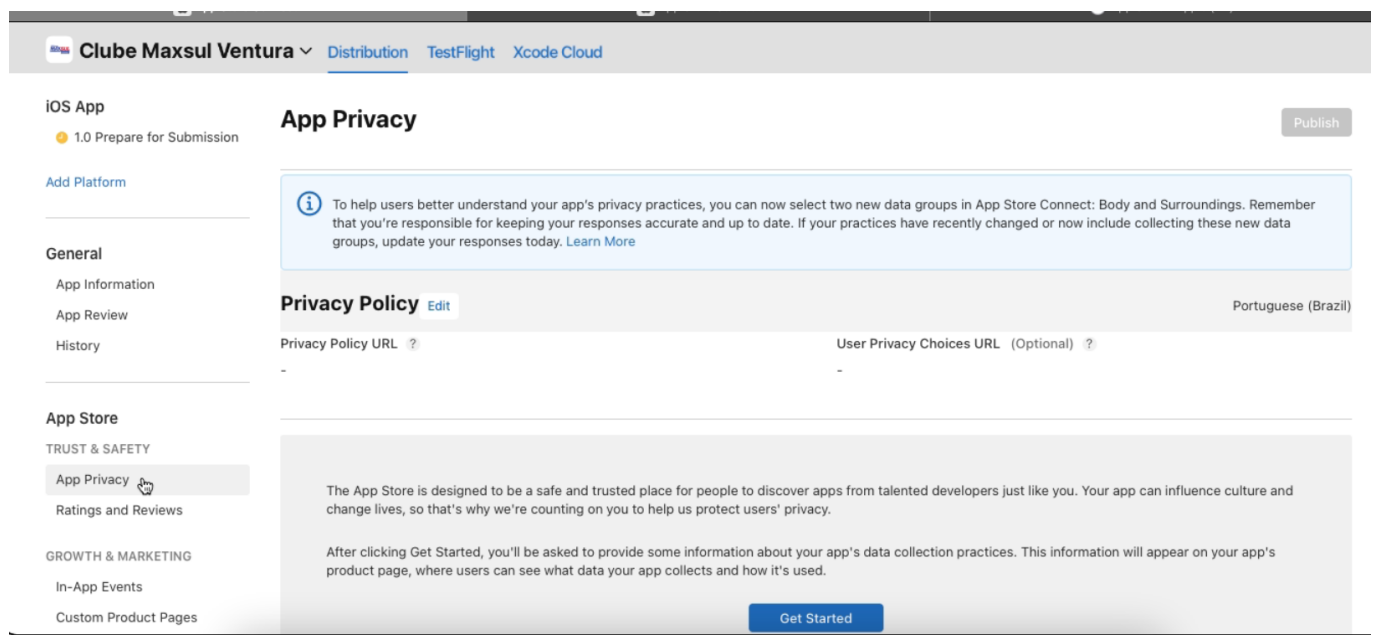 Clube Maxsul Ventura
Distribution TestFlight Xcode Cloud
iOS App
1.0 Prepare for Submission
Add Platform
General
App Information
App Review
History
App Store
TRUST & SAFETY
App Privacy
Ratings and Reviews
GROWTH & MARKETING
In-App Events
Custom Product Pages
App Privacy
Publish
To help users better understand your app's privacy practices, you can now select two new data groups in App Store Connect: Body and Surroundings. Remember
that you're responsible for keeping your responses accurate and up to date. If your practices have recently changed or now include collecting these new data
groups, update your responses today. Learn More
Privacy Policy Edit
Portuguese (Brazil)
Privacy Policy URL ?
-
User Privacy Choices URL (Optional) ?
-
The App Store is designed to be a safe and trusted place for people to discover apps from talented developers just like you. Your app can influence culture and
change lives, so that's why we're counting on you to help us protect users' privacy.
After clicking Get Started, you'll be asked to provide some information about your app's data collection practices. This information will appear on your app's
product page, where users can see what data your app collects and how it's used.
Get Started